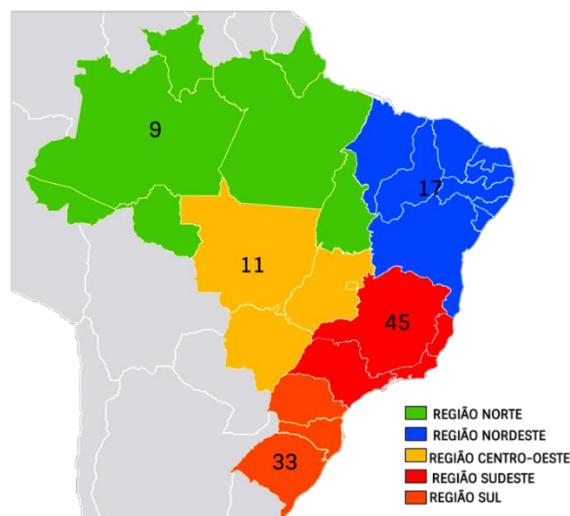 9
17
11
45
33
REGIÃO NORTE
REGIÃO NORDESTE
REGIÃO CENTRO-OESTE
REGIÃO SUDESTE
REGIÃO SUL